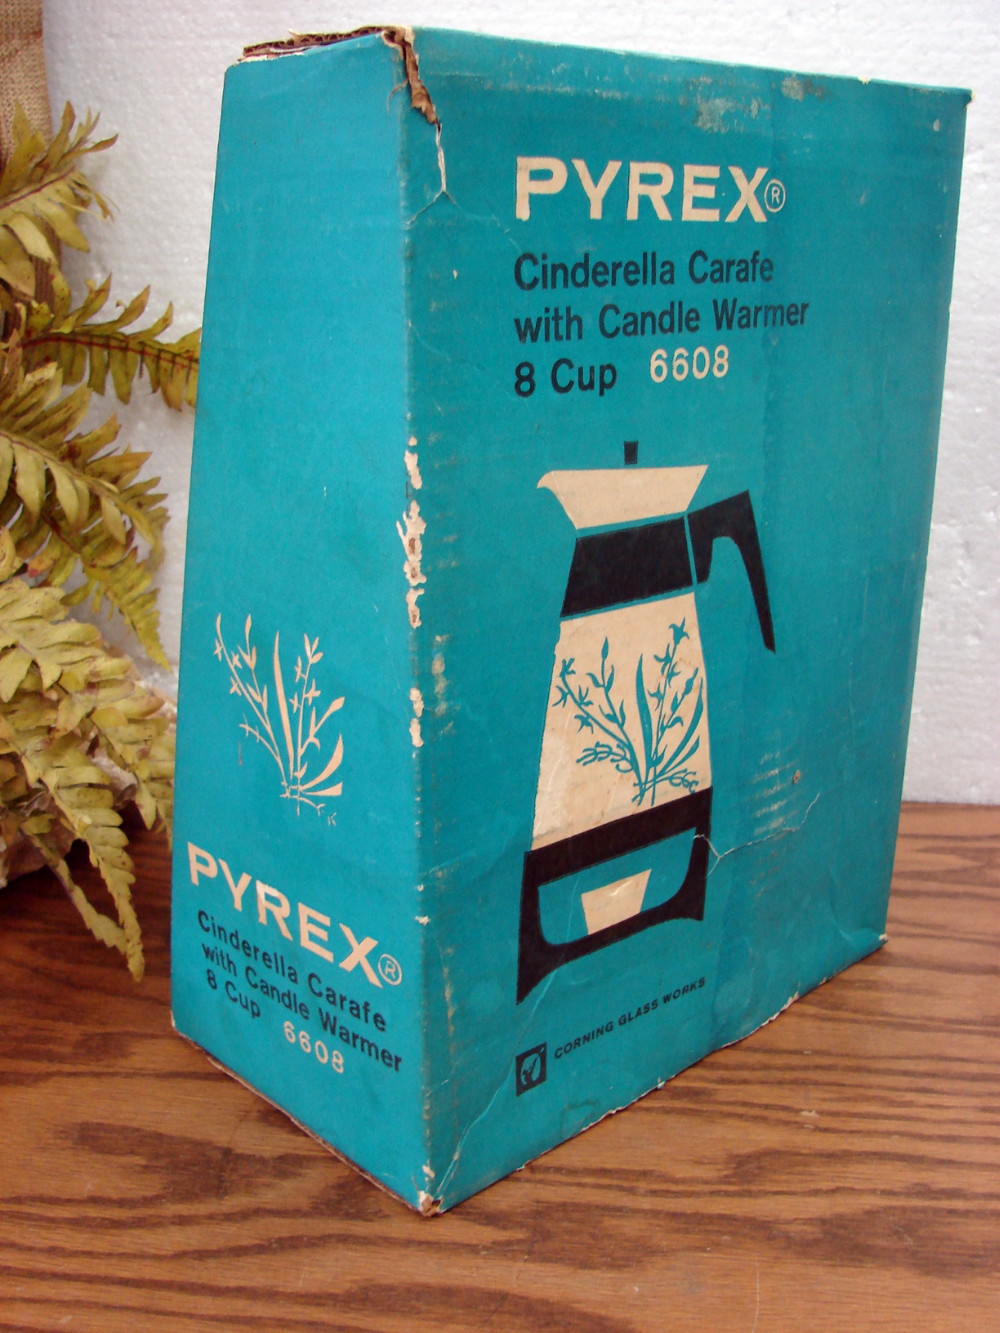 PYREX®
Cinderella Carafe
with Candle Warmer
8 Cup 6608
CORNING GLASS WORKS
PYREX®
Cinderella Carafe
with Candle Warmer
8 Cup 6608